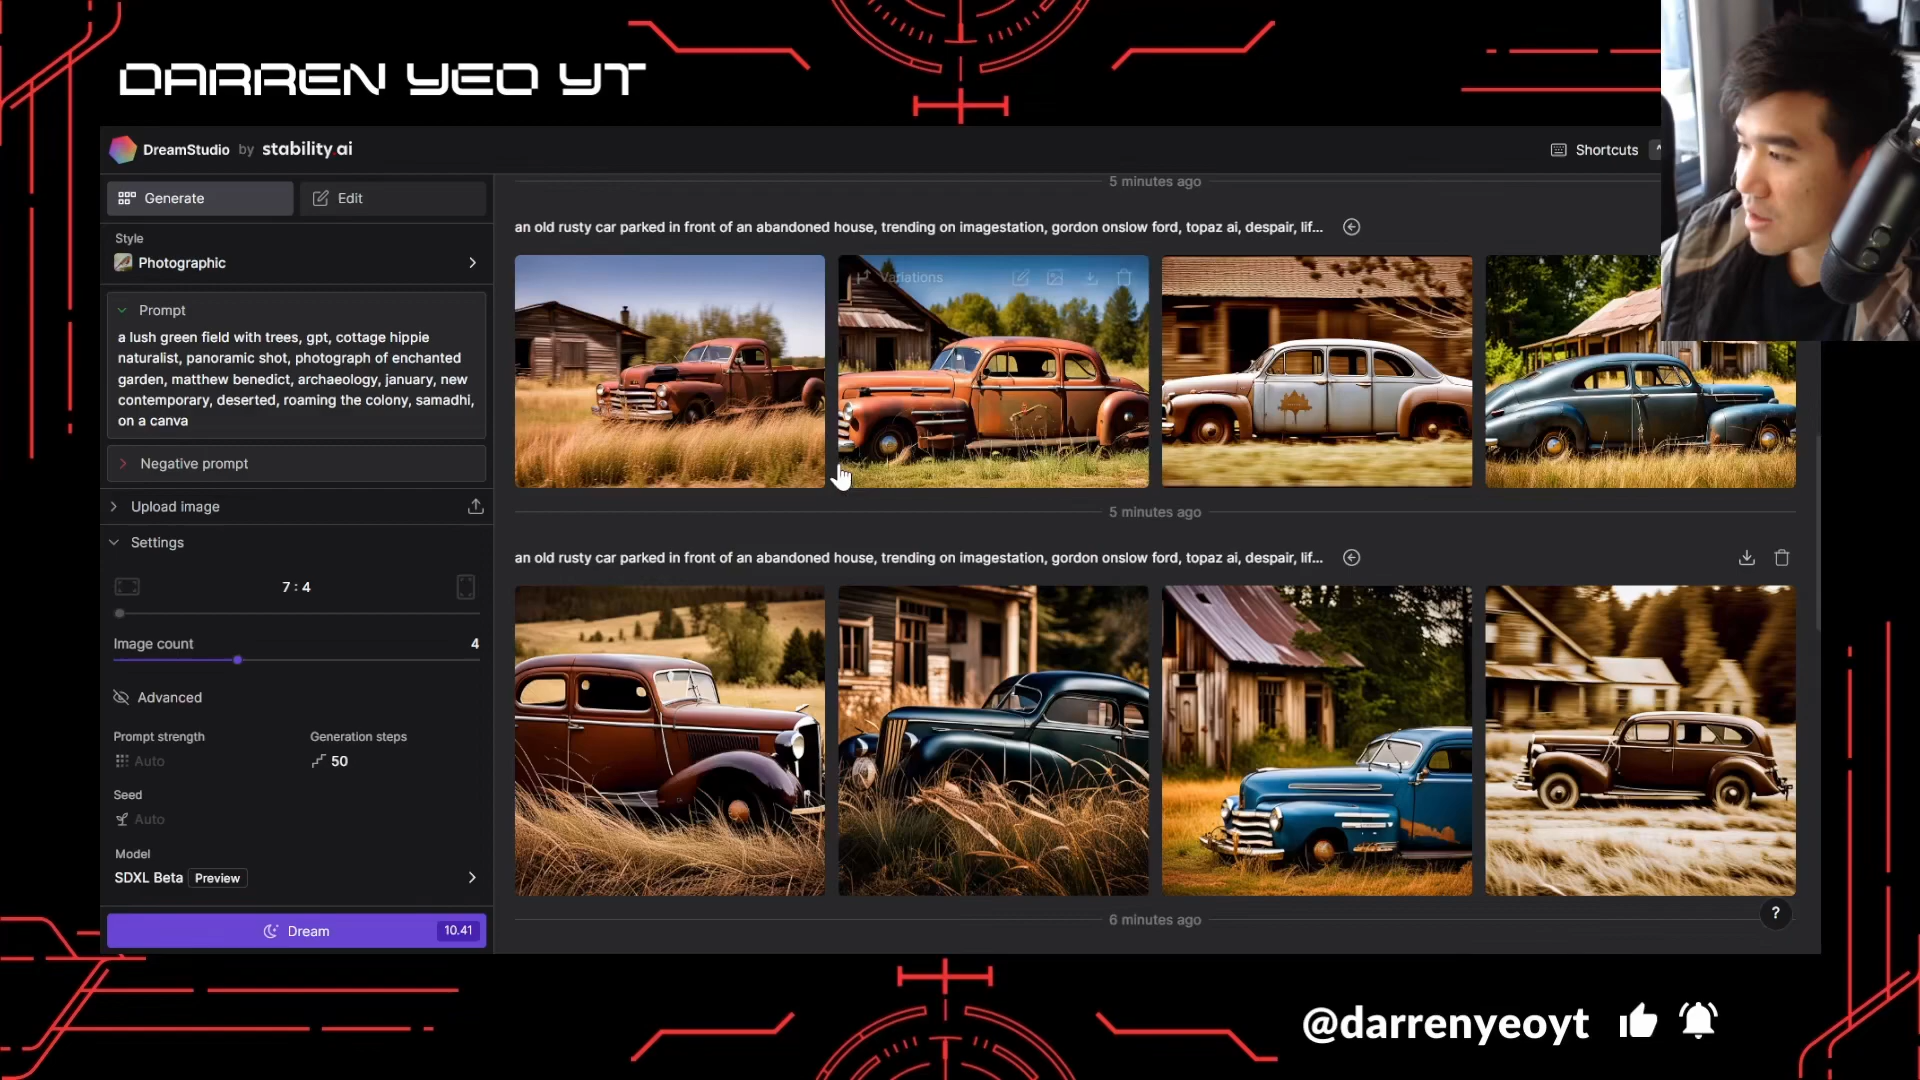 DARREN YEO YT
DreamStudio by stability.ai
Shortcuts
Generate
Edit
Style
Photographic
Prompt
a lush green field with trees, gpt, cottage hippie
naturalist, panoramic shot, photograph of enchanted
garden, matthew benedict, archaeology, january, new
contemporary, deserted, roaming the colony, samadhi,
on a canva
Negative prompt
Upload image
Settings
7 : 4
Image count 4
Advanced
Prompt strength
Generation steps
Auto
50
Seed
Auto
Model
SDXL Beta Preview
Dream 10.41
5 minutes ago
an old rusty car parked in front of an abandoned house, trending on imagestation, gordon onslow ford, topaz ai, despair, lif...
Variations
5 minutes ago
an old rusty car parked in front of an abandoned house, trending on imagestation, gordon onslow ford, topaz ai, despair, lif...
6 minutes ago
?
@darrenyeoyt